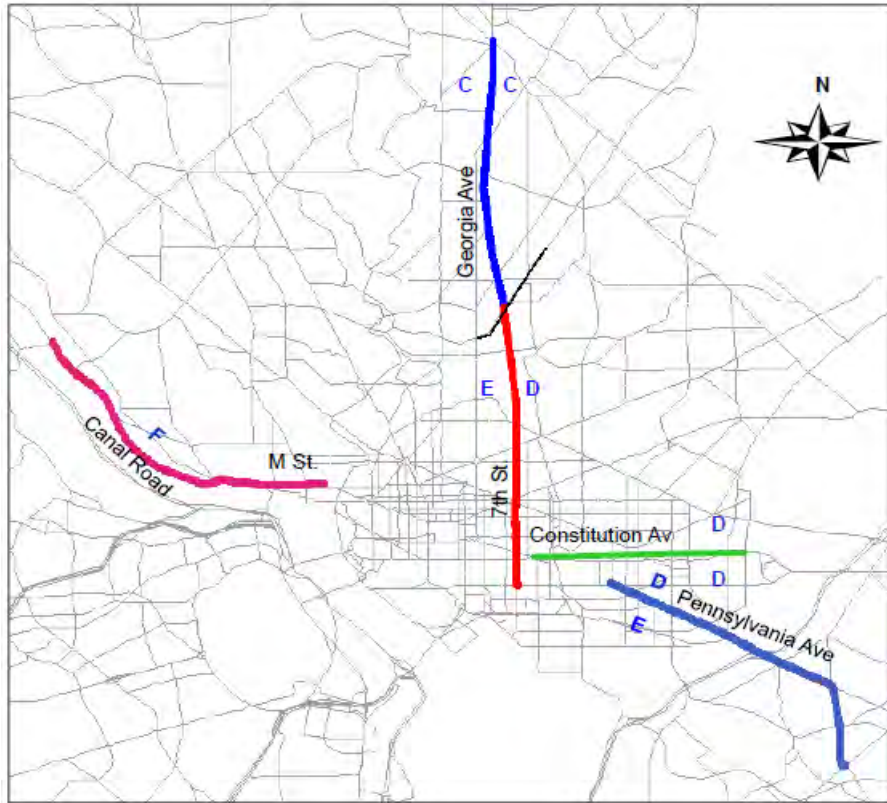 C C
N
Georgia Ave
E D
F
Canal Road
M St.
7th St.
Constitution Av
D
D
D
Pennsylvania Ave
E